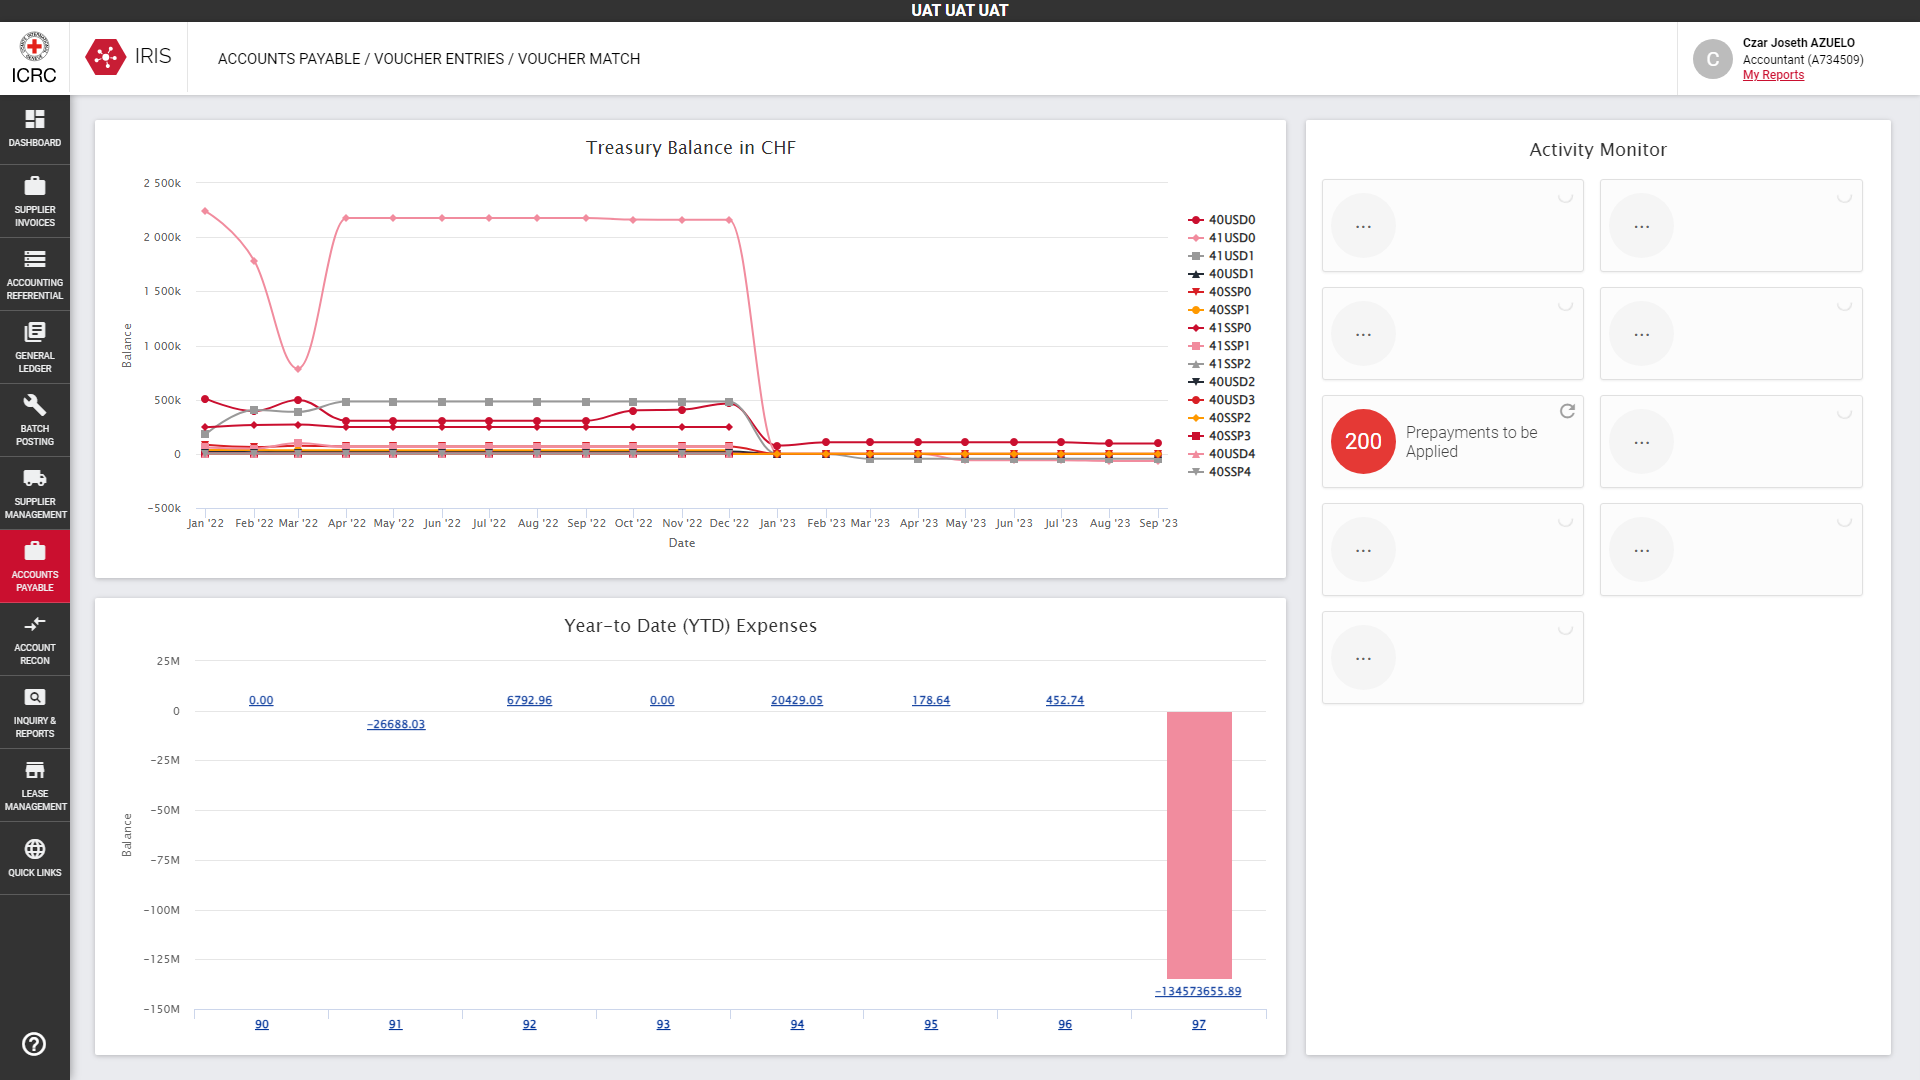 UAT UAT UAT
ICRC
IRIS
ACCOUNTS PAYABLE / VOUCHER ENTRIES / VOUCHER MATCH
C
Czar Joseth AZUELO
Accountant (A734509)
My Reports
DASHBOARD
SUPPLIER
INVOICES
ACCOUNTING
REFERENTIAL
GENERAL
LEDGER
BATCH
POSTING
SUPPLIER
MANAGEMENT
ACCOUNTS
PAYABLE
ACCOUNT
RECON
INQUIRY &
REPORTS
LEASE
MANAGEMENT
QUICK LINKS
Treasury Balance in CHF
2 500k
2 000k
1 500k
1 000k
500k
0
-500k
Balance
Jan '22 Feb '22 Mar '22 Apr '22 May '22 Jun '22 Jul '22 Aug '22 Sep '22 Oct '22 Nov '22 Dec '22 Jan '23 Feb '23 Mar '23 Apr '23 May '23 Jun '23 Jul '23 Aug '23 Sep '23
Date
40USD0
41USD0
41USD1
40USD1
40SSP0
40SSP1
41SSP0
41SSP1
41SSP2
40USD2
40USD3
40SSP2
40SSP3
40USD4
40SSP4
Year-to Date (YTD) Expenses
25M
0
-25M
-50M
-75M
-100M
-125M
-150M
Balance
0.00 -26688.03 6792.96 0.00 20429.05 178.64 452.74 -134573655.89
90 91 92 93 94 95 96 97
Activity Monitor
... ...
... ...
200 Prepayments to be
Applied
...
... ...
...